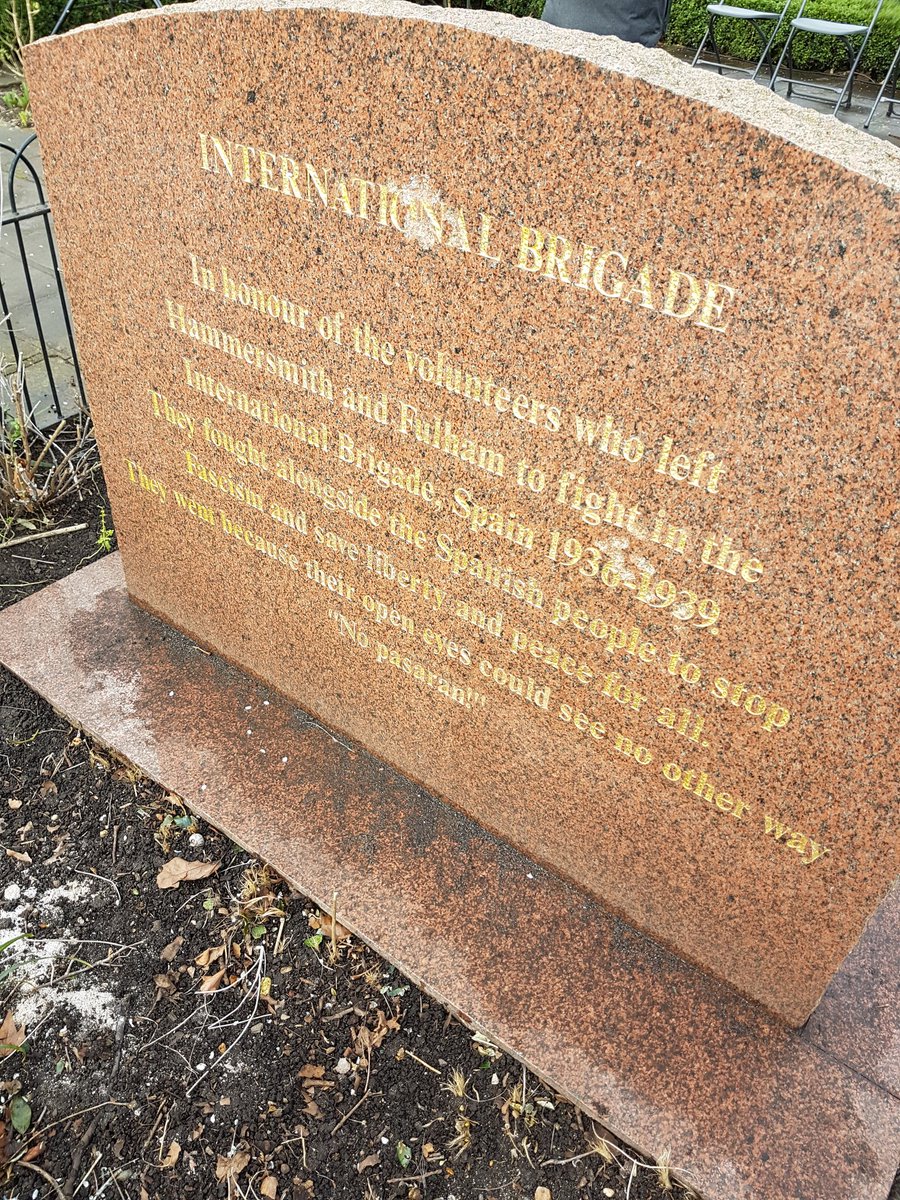 INTERNATIONAL BRIGADE
In honour of the volunteers who left
Hammersmith and Fulham to fight in the
International Brigade, Spain 1936-1939.
They fought alongside the Spanish people to stop
Fascism and save liberty and peace for all.
They went because their open eyes could see no other way
"No pasaran!"